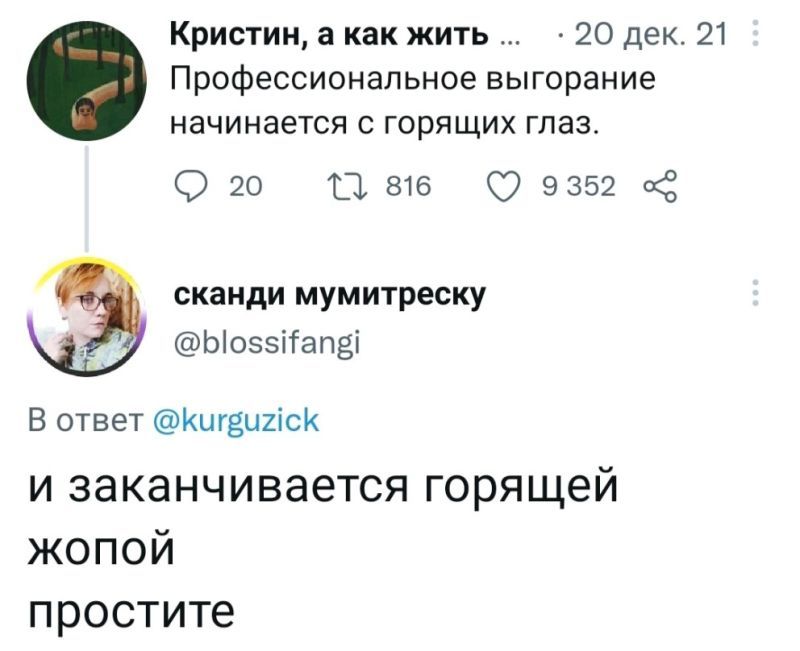 Кристин, а как жить ... · 20 дек. 21
Профессиональное выгорание
начинается с горящих глаз.
20 816 9 352
сканди мумитреску
@blossifangi
В ответ @kurguzick
и заканчивается горящей
жопой
простите